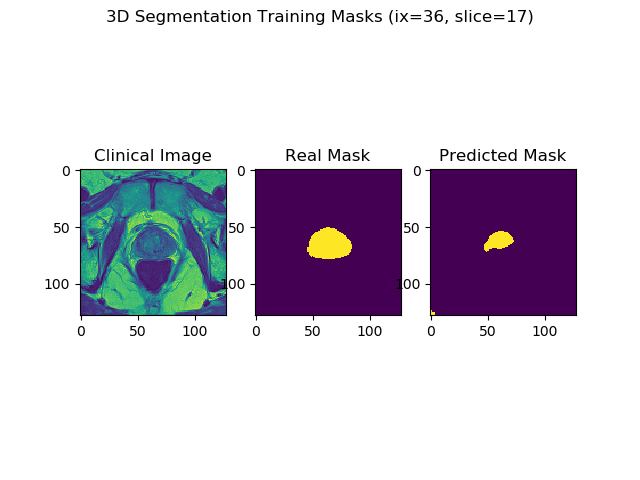 3D Segmentation Training Masks (ix=36, slice=17)
Clinical Image Real Mask Predicted Mask
0 0 0
50 50 50
100 100 100
0 50 100 0 50 100 0 50 100